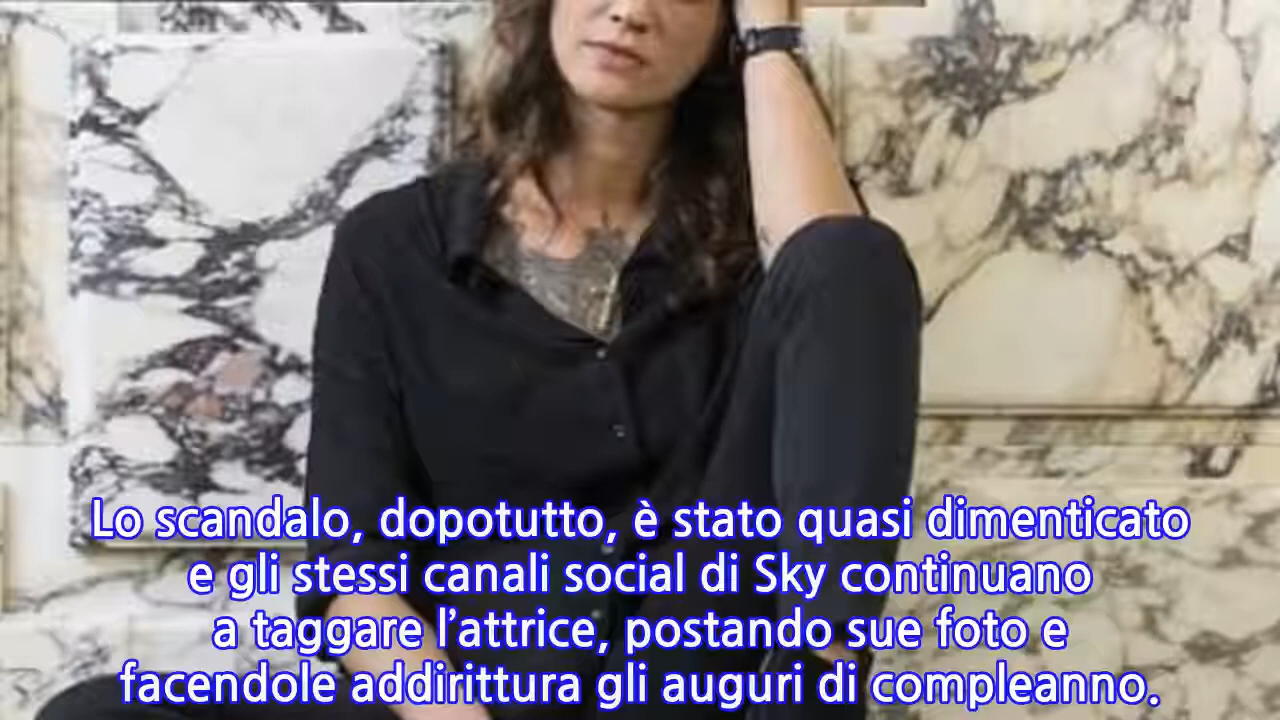 Lo scandalo, dopotutto, è stato quasi dimenticato
e gli stessi canali social di Sky continuano
a taggare l’attrice, postando sue foto e
facendole addirittura gli auguri di compleanno.